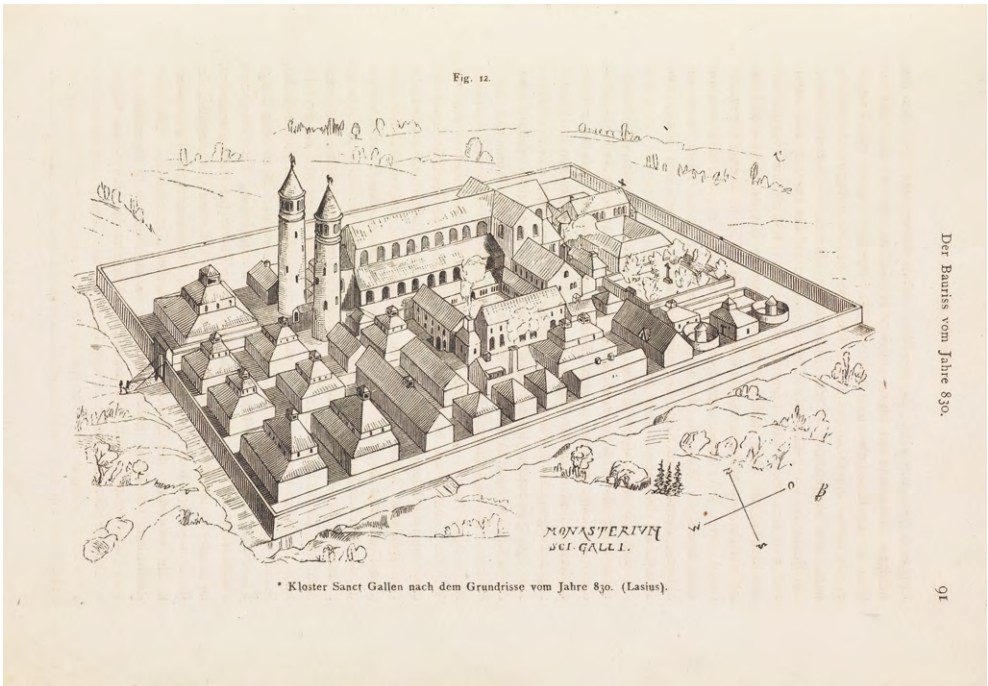 Fig. 12.
MONASTERIVM
SCI. GALLI.
W
O
* Kloster Sanct Gallen nach dem Grundrisse vom Jahre 830. (Lasius).
Der Bauriss vom Jahre 830.
91